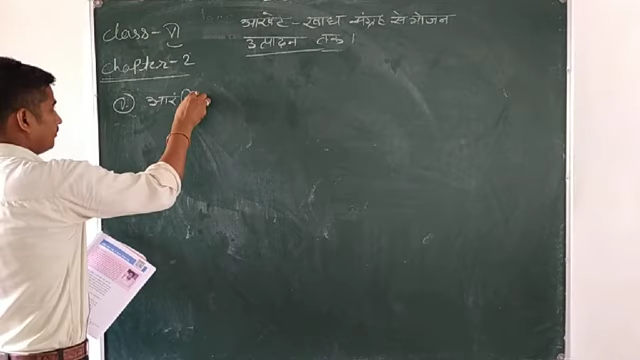 Class - VI
आखेट - खाद्य संग्रह से भोजन
उत्पादन तक।
Chapter - 2